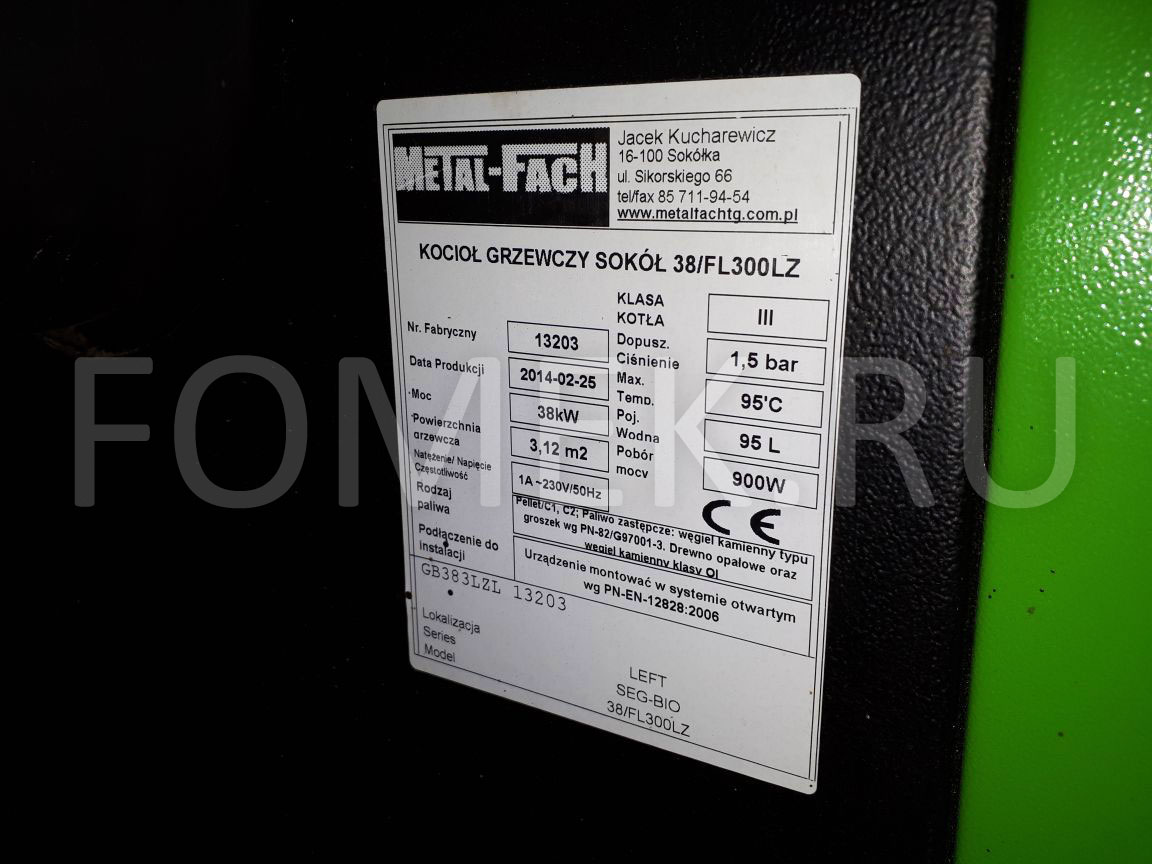 METAL-FACH
Jacek Kucharewicz
16-100 Sokółka
ul. Sikorskiego 66
tel/fax 85 711-94-54
www.metalfachtg.com.pl
KOCIOŁ GRZEWCZY SOKÓŁ 38/FL300LZ
Nr. Fabryczny 13203
Data Produkcji 2014-02-25
Moc 38kW
Powierzchnia
grzewcza 3,12 m2
Natężenie/ Napięcie
Częstotliwość 1A ~230V/50Hz
KLASA
KOTŁA III
Dopusz.
Ciśnienie 1,5 bar
Max.
Temp. 95'C
Poj.
Wodna 95 L
Pobór
mocy 900W
CE
Rodzaj
paliwa
Pellet/C1, C2; Paliwo zastępcze: węgiel kamienny typu
groszek wg PN-82/G97001-3. Drewno opałowe oraz
węgiel kamienny klasy OI
Podłączenie do
instalacji
Urządzenie montować w systemie otwartym
wg PN-EN-12828:2006
GB383LZL 13203
Lokalizacja LEFT
Series SEG-BIO
Model 38/FL300LZ
FOMEK.RU